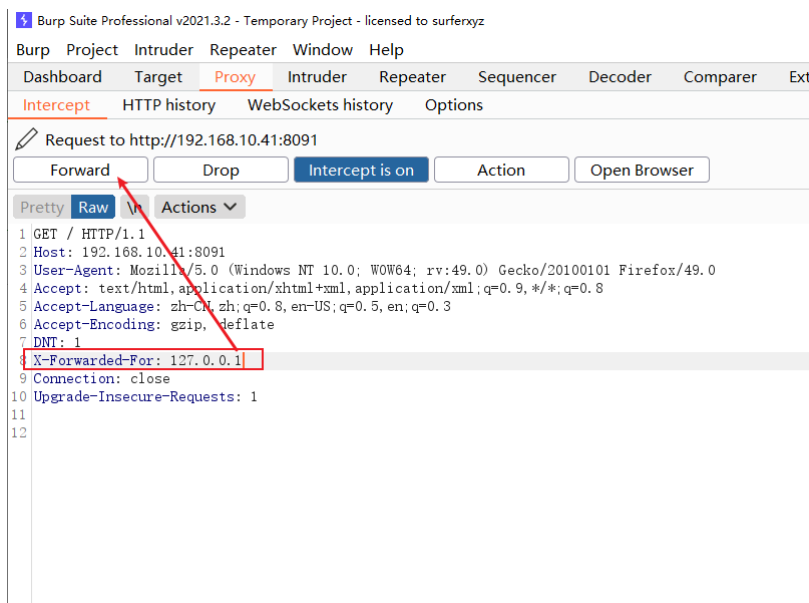 Burp Suite Professional v2021.3.2 - Temporary Project - licensed to surferxyz
Burp Project Intruder Repeater Window Help
Dashboard Target Proxy Intruder Repeater Sequencer Decoder Comparer Ext
Intercept HTTP history WebSockets history Options
Request to http://192.168.10.41:8091
Forward Drop Intercept is on Action Open Browser
Pretty Raw \n Actions
1 GET / HTTP/1.1
2 Host: 192.168.10.41:8091
3 User-Agent: Mozilla/5.0 (Windows NT 10.0; WOW64; rv:49.0) Gecko/20100101 Firefox/49.0
4 Accept: text/html,application/xhtml+xml,application/xml;q=0.9,*/*;q=0.8
5 Accept-Language: zh-CN,zh;q=0.8,en-US;q=0.5,en;q=0.3
6 Accept-Encoding: gzip, deflate
7 DNT: 1
8 X-Forwarded-For: 127.0.0.1
9 Connection: close
10 Upgrade-Insecure-Requests: 1
11
12